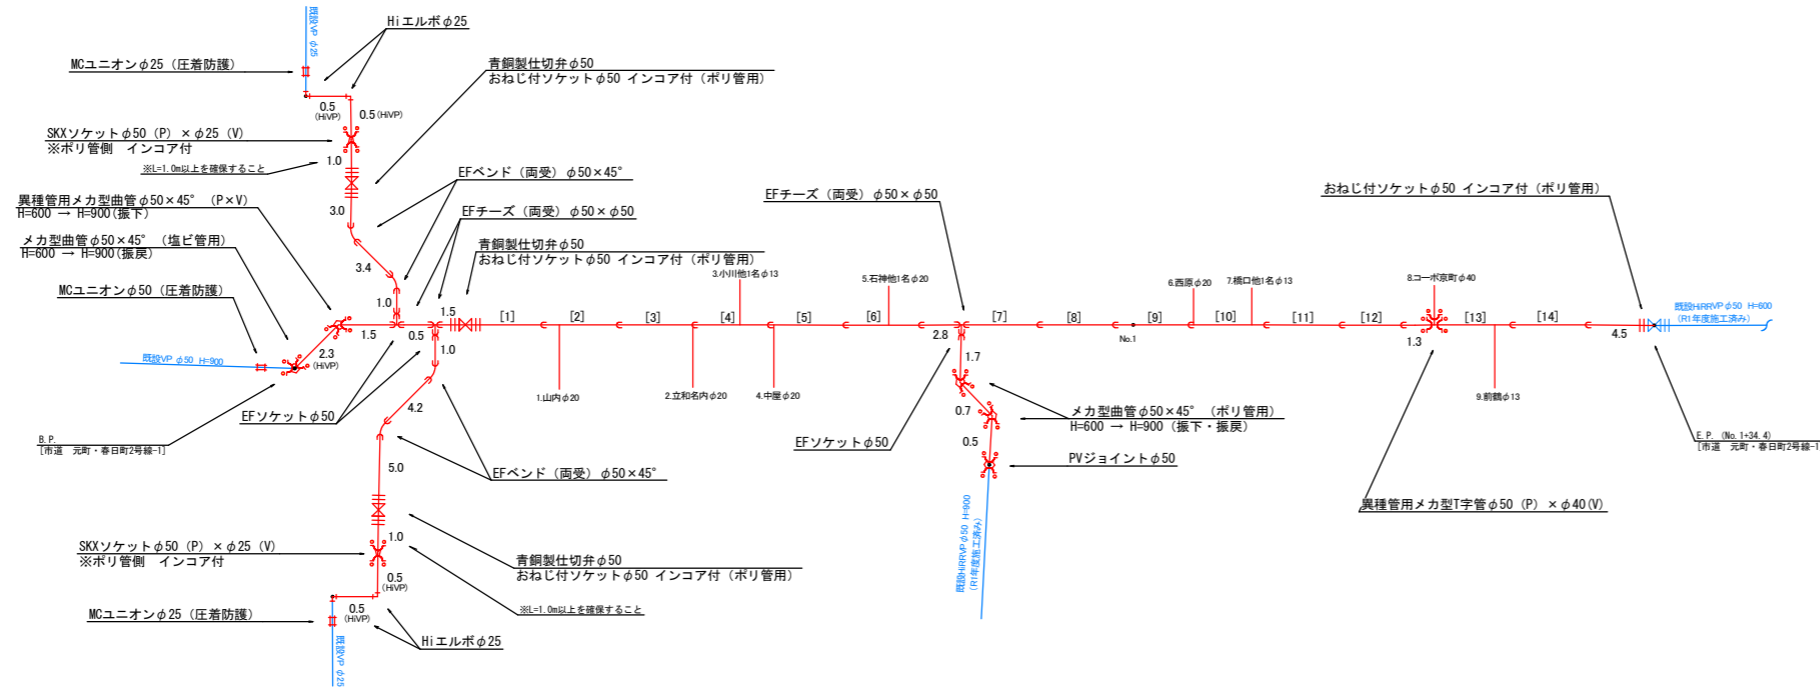 既設VP φ25
Hiエルボφ25
MCユニオンφ25 (圧着防護)
0.5
(HiVP)
0.5(HiVP)
青銅製仕切弁φ50
おねじ付ソケットφ50 インコア付 (ポリ管用)
SKXソケットφ50 (P) ×φ25 (V)
※ポリ管側 インコア付
1.0
※L=1.0m以上を確保すること
EFベンド (両受) φ50×45°
異種管用メカ型曲管φ50×45° (P×V)
H=600 → H=900(振下)
3.0
EFチーズ (両受) φ50×φ50
EFチーズ (両受) φ50×φ50
おねじ付ソケットφ50 インコア付 (ポリ管用)
メカ型曲管φ50×45° (塩ビ管用)
H=600 → H=900(振戻)
青銅製仕切弁φ50
おねじ付ソケットφ50 インコア付 (ポリ管用)
3.4
3.小川他1名φ13
5.石神他1名φ20
6.西原φ20
7.橋口他1名φ13
8.コーポ京町φ40
MCユニオンφ50 (圧着防護)
1.0
1.5
既設HiRRVPφ50 H=600
(R1年度施工済み)
[1]
[2]
[3]
[4]
[5]
[6]
[7]
[8]
[9]
[10]
[11]
[12]
[13]
[14]
1.5
0.5
2.8
No.1
1.3
4.5
既設VP φ50 H=900
2.3
(HiVP)
1.0
1.7
1.山内φ20
2.立和名内φ20
4.中屋φ20
9.前鶴φ13
4.2
0.7
EFソケットφ50
メカ型曲管φ50×45° (ポリ管用)
H=600 → H=900 (振下・振戻)
B.P.
[市道 元町・春日町2号線-1]
EFソケットφ50
0.5
E.P. (No.1+34.4)
[市道 元町・春日町2号線-1]
5.0
EFベンド (両受) φ50×45°
PVジョイントφ50
既設HiRRVPφ50 H=900
(R1年度施工済み)
異種管用メカ型T字管φ50 (P) ×φ40(V)
1.0
SKXソケットφ50 (P) ×φ25 (V)
※ポリ管側 インコア付
青銅製仕切弁φ50
おねじ付ソケットφ50 インコア付 (ポリ管用)
0.5
(HiVP)
MCユニオンφ25 (圧着防護)
0.5
(HiVP)
※L=1.0m以上を確保すること
Hiエルボφ25
既設VP φ25